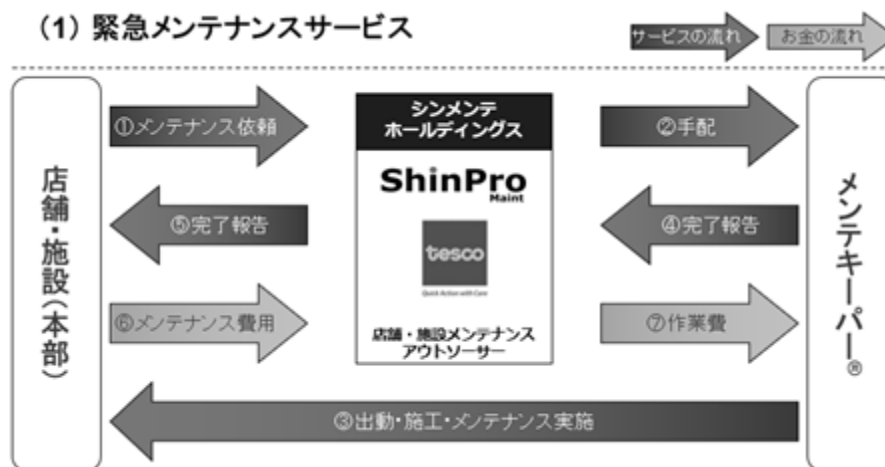 (1) 緊急メンテナンスサービス
サービスの流れ
お金の流れ
店舗・施設(本部)
①メンテナンス依頼
シンメンテ
ホールディングス
②手配
メンテキーパー®
ShinPro
Maint
⑤完了報告
④完了報告
tesco
Quick Action with Care
⑥メンテナンス費用
店舗・施設メンテナンス
アウトソーサー
⑦作業費
③出動・施工・メンテナンス実施